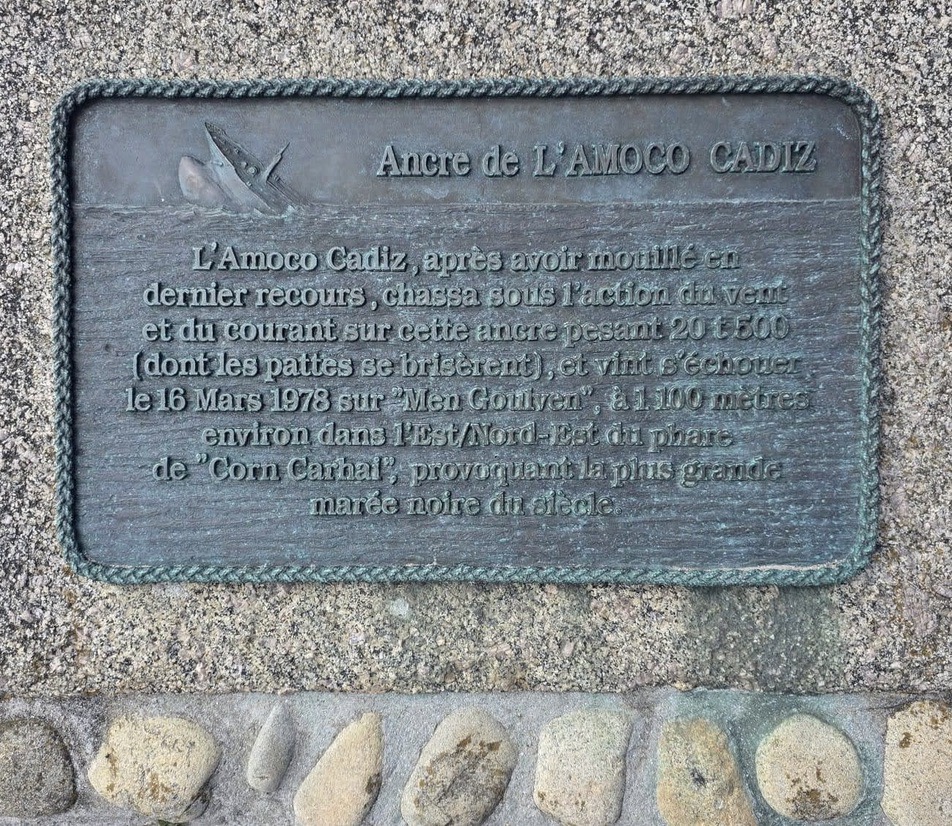 Ancre de L'AMOCO CADIZ
L'Amoco Cadiz, après avoir mouillé en
dernier recours, chassa sous l'action du vent
et du courant sur cette ancre pesant 20 t 500
(dont les pattes se brisèrent), et vint s'échouer
le 16 Mars 1978 sur "Men Goulven", à 1 100 mètres
environ dans l'Est/Nord-Est du phare
de "Corn Carhai", provoquant la plus grande
marée noire du siècle.